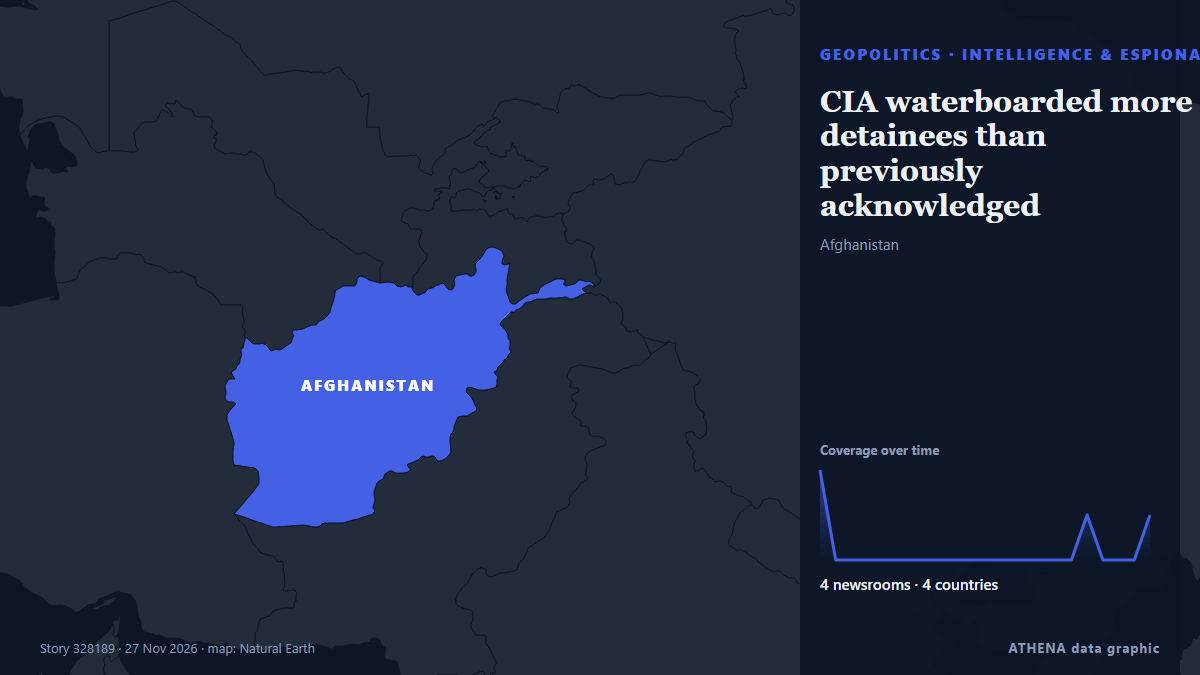 GEOPOLITICS · INTELLIGENCE & ESPIONA
CIA waterboarded more
detainees than
previously
acknowledged
Afghanistan
AFGHANISTAN
Coverage over time
4 newsrooms · 4 countries
Story 328189 · 27 Nov 2026 · map: Natural Earth
ATHENA data graphic